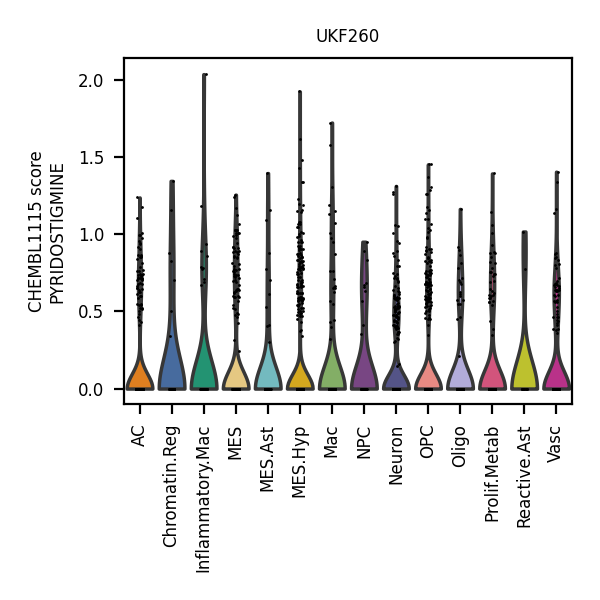 UKF260
CHEMBL1115 score
PYRIDOSTIGMINE
2.0
1.5
1.0
0.5
0.0
AC
Chromatin.Reg
Inflammatory.Mac
MES
MES.Ast
MES.Hyp
Mac
NPC
Neuron
OPC
Oligo
Prolif.Metab
Reactive.Ast
Vasc